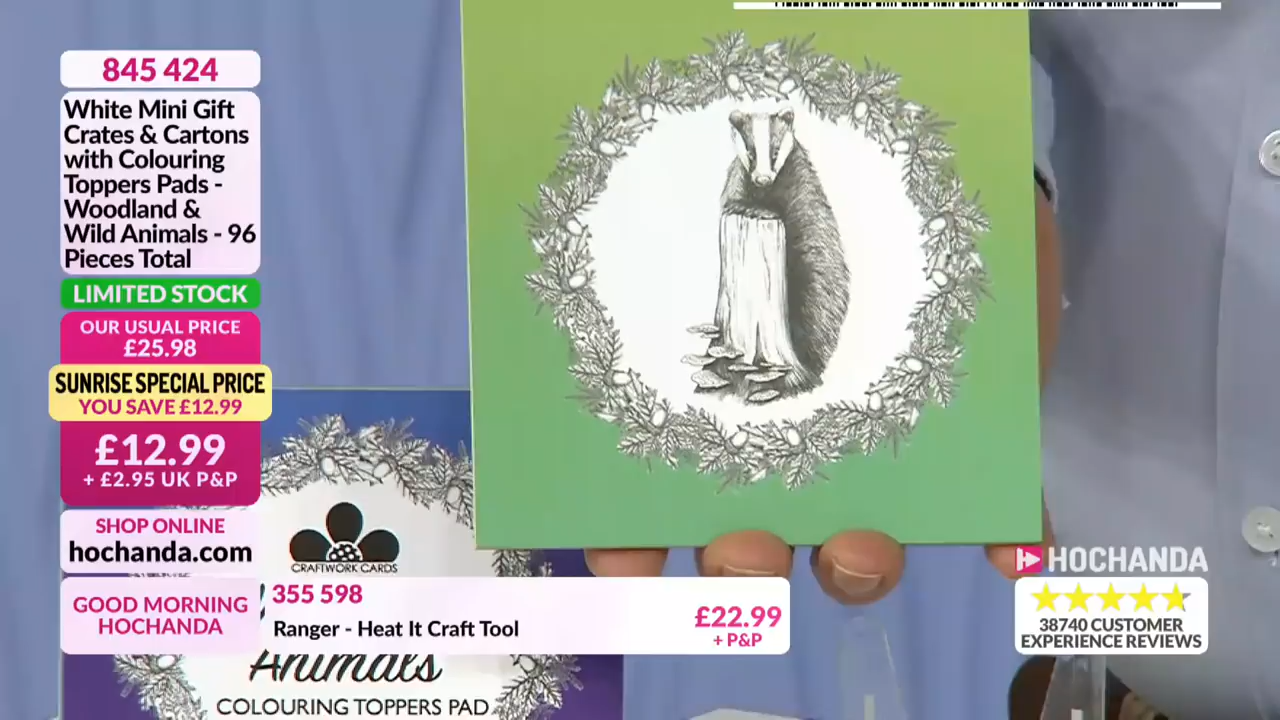 845 424
White Mini Gift
Crates & Cartons
with Colouring
Toppers Pads -
Woodland &
Wild Animals - 96
Pieces Total
LIMITED STOCK
OUR USUAL PRICE
£25.98
SUNRISE SPECIAL PRICE
YOU SAVE £12.99
£12.99
+ £2.95 UK P&P
SHOP ONLINE
hochanda.com
GOOD MORNING
HOCHANDA
CRAFTWORK CARDS
355 598
Ranger - Heat It Craft Tool
£22.99
+ P&P
Animals
COLOURING TOPPERS PAD
HOCHANDA
38740 CUSTOMER
EXPERIENCE REVIEWS